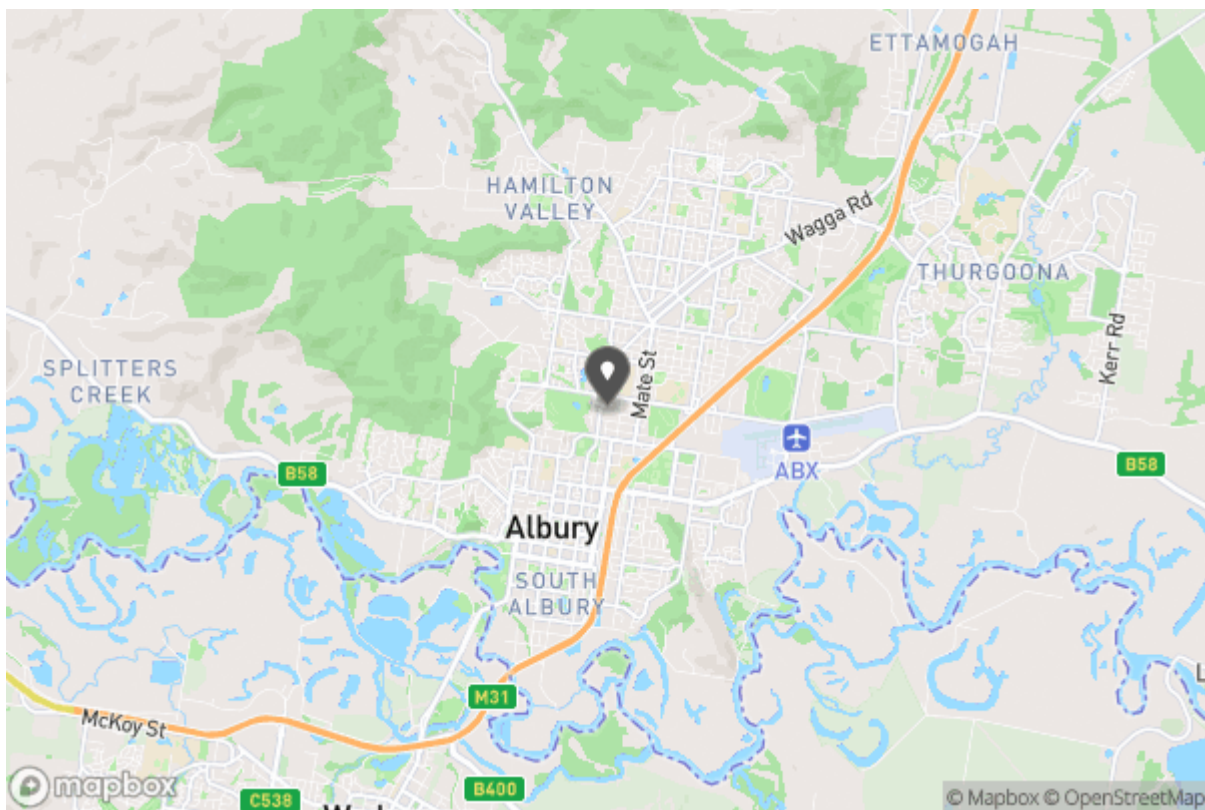 ETTAMOGAH
HAMILTON
VALLEY
Wagga Rd
THURGOONA
SPLITTERS
CREEK
Mate St
Kerr Rd
B58
ABX
B58
Albury
SOUTH
ALBURY
M31
McKoy St
mapbox
C538
B400
© Mapbox © OpenStreetMap